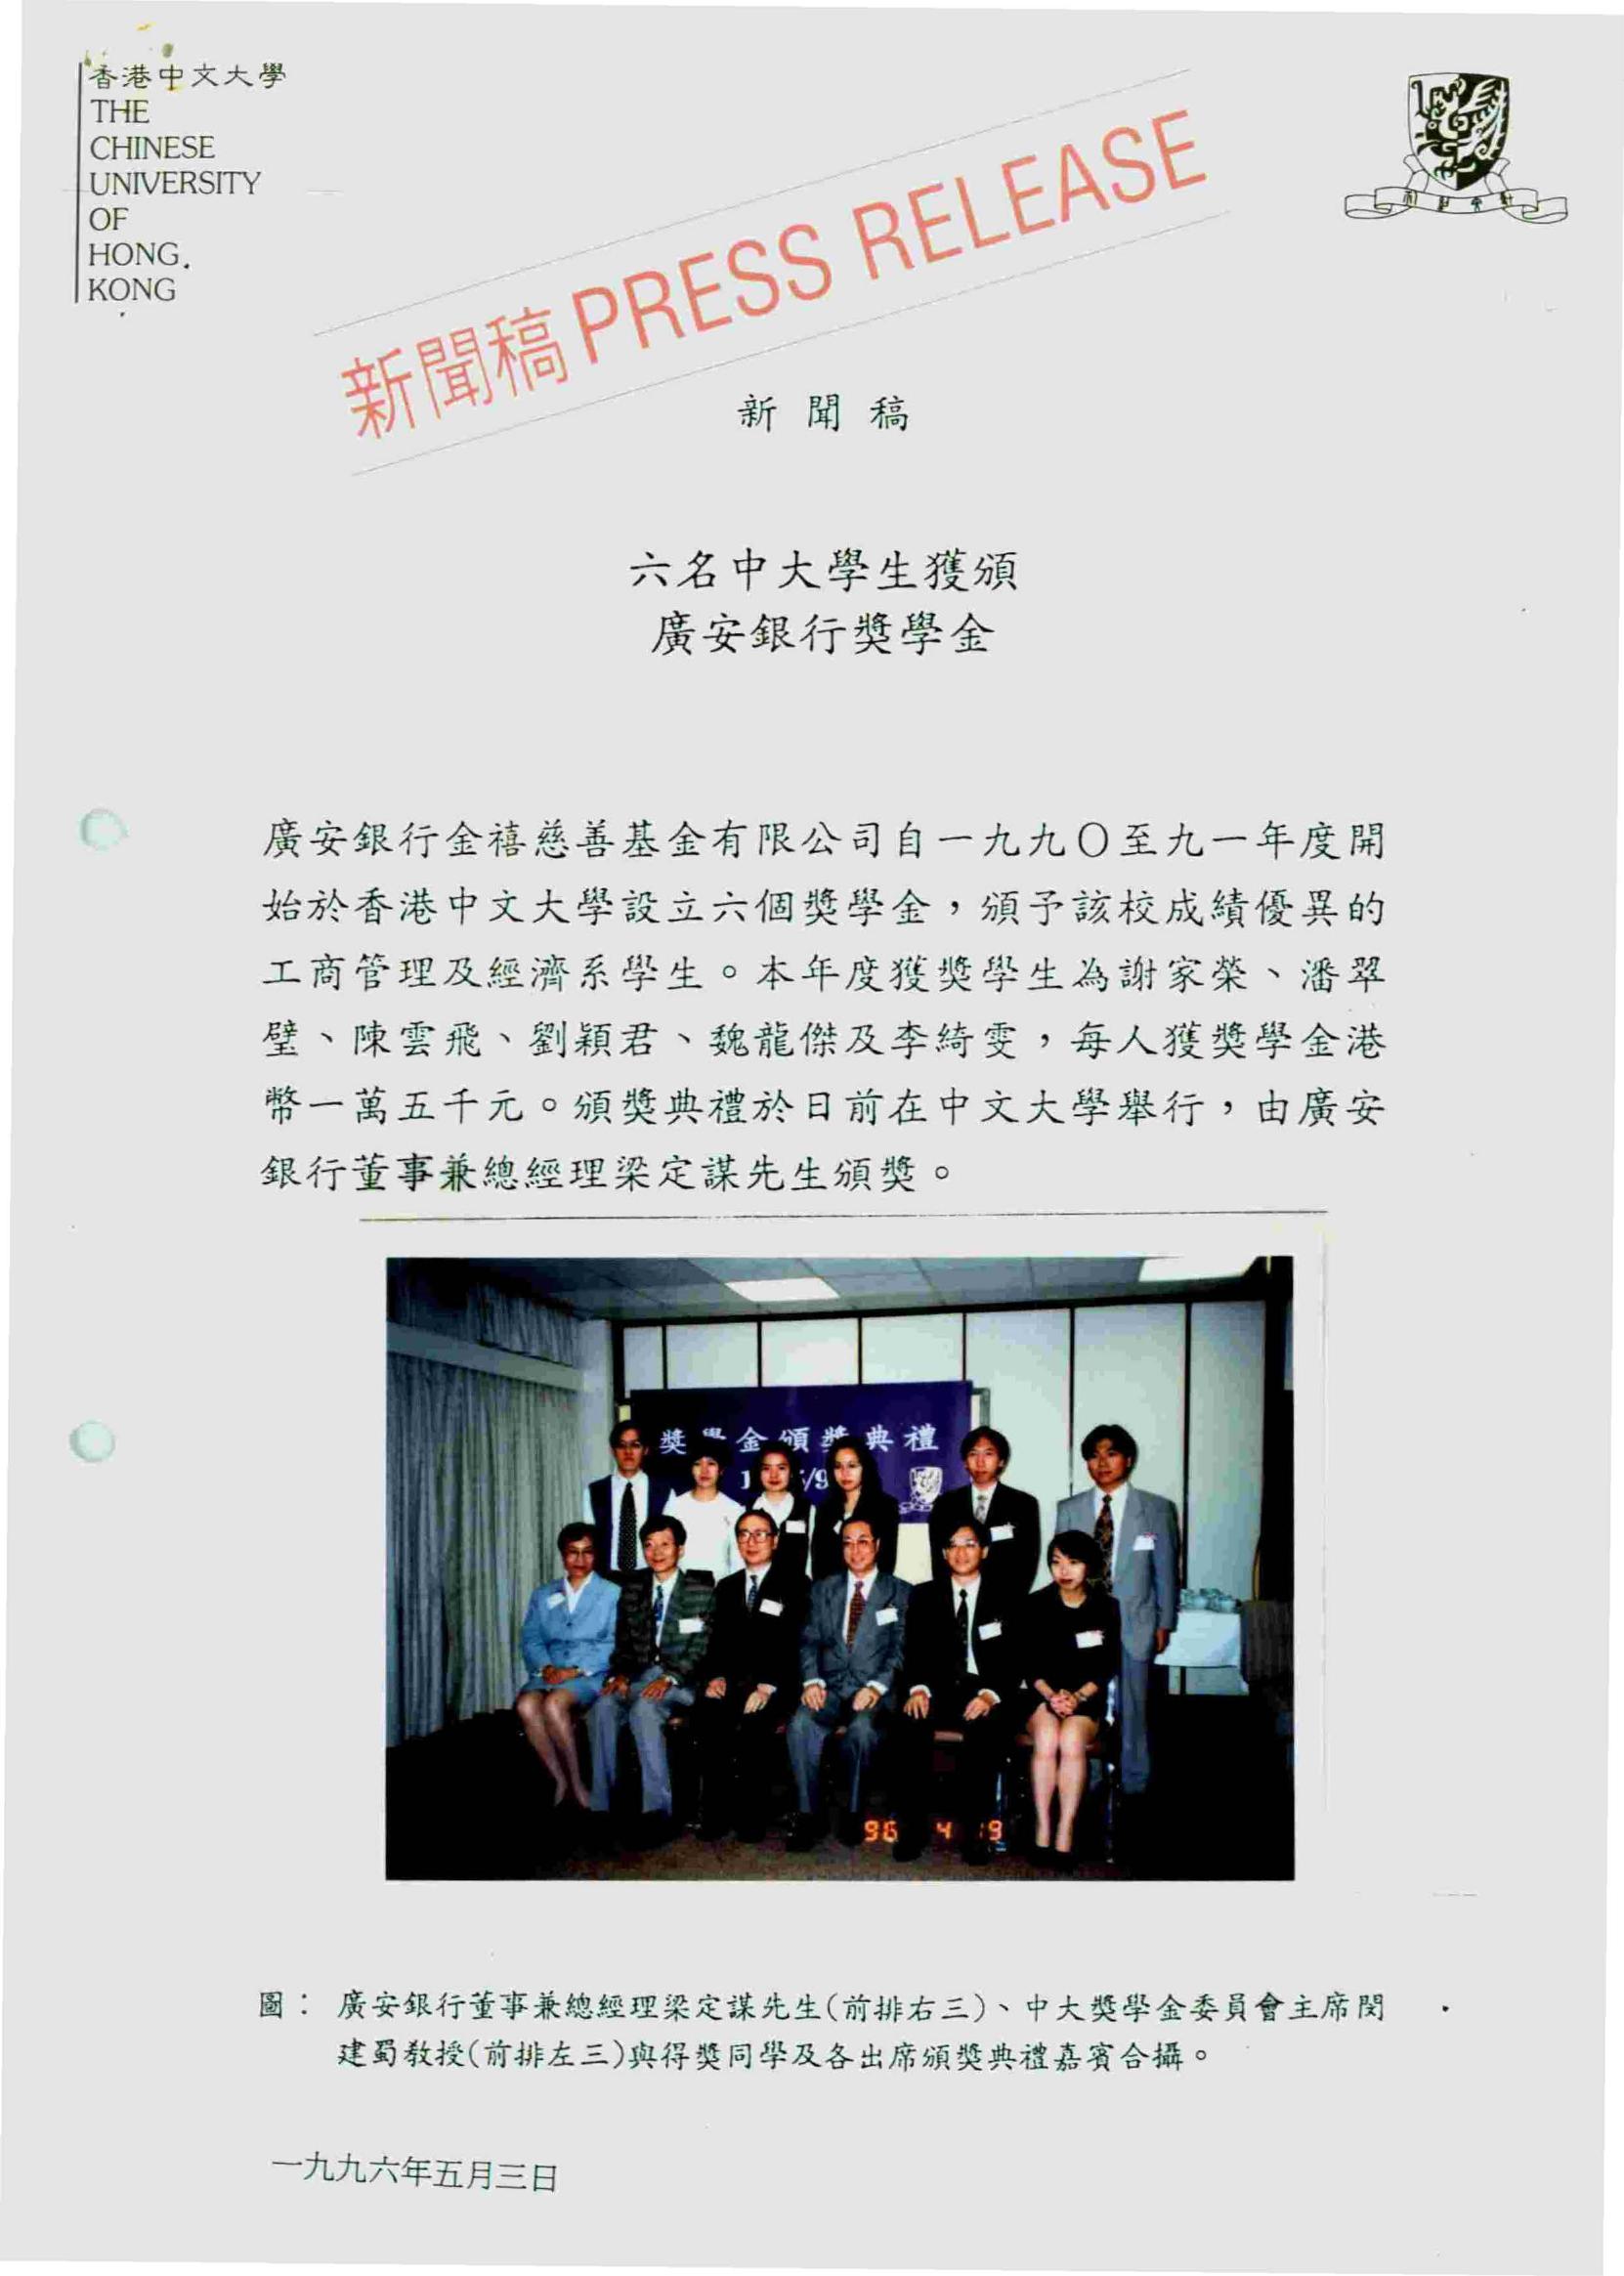 香港中文大學
THE
CHINESE
UNIVERSITY
OF
HONG
KONG
新聞稿 PRESS RELEASE
新聞稿
六名中大學生獲頒
廣安銀行獎學金
廣安銀行金禧慈善基金有限公司自一九九〇至九一年度開
始於香港中文大學設立六個獎學金，頒予該校成績優異的
工商管理及經濟系學生。本年度獲獎學生為謝家榮、潘翠
璧、陳雲飛、劉穎君、魏龍傑及李綺雯，每人獲獎學金港
幣一萬五千元。頒獎典禮於日前在中文大學舉行，由廣安
銀行董事兼總經理梁定謀先生頒獎。
獎學金頒獎典禮
96 4 19
圖： 廣安銀行董事兼總經理梁定謀先生(前排右三)、中大獎學金委員會主席閔
建蜀教授(前排左三)與得獎同學及各出席頒獎典禮嘉賓合攝。
一九九六年五月三日